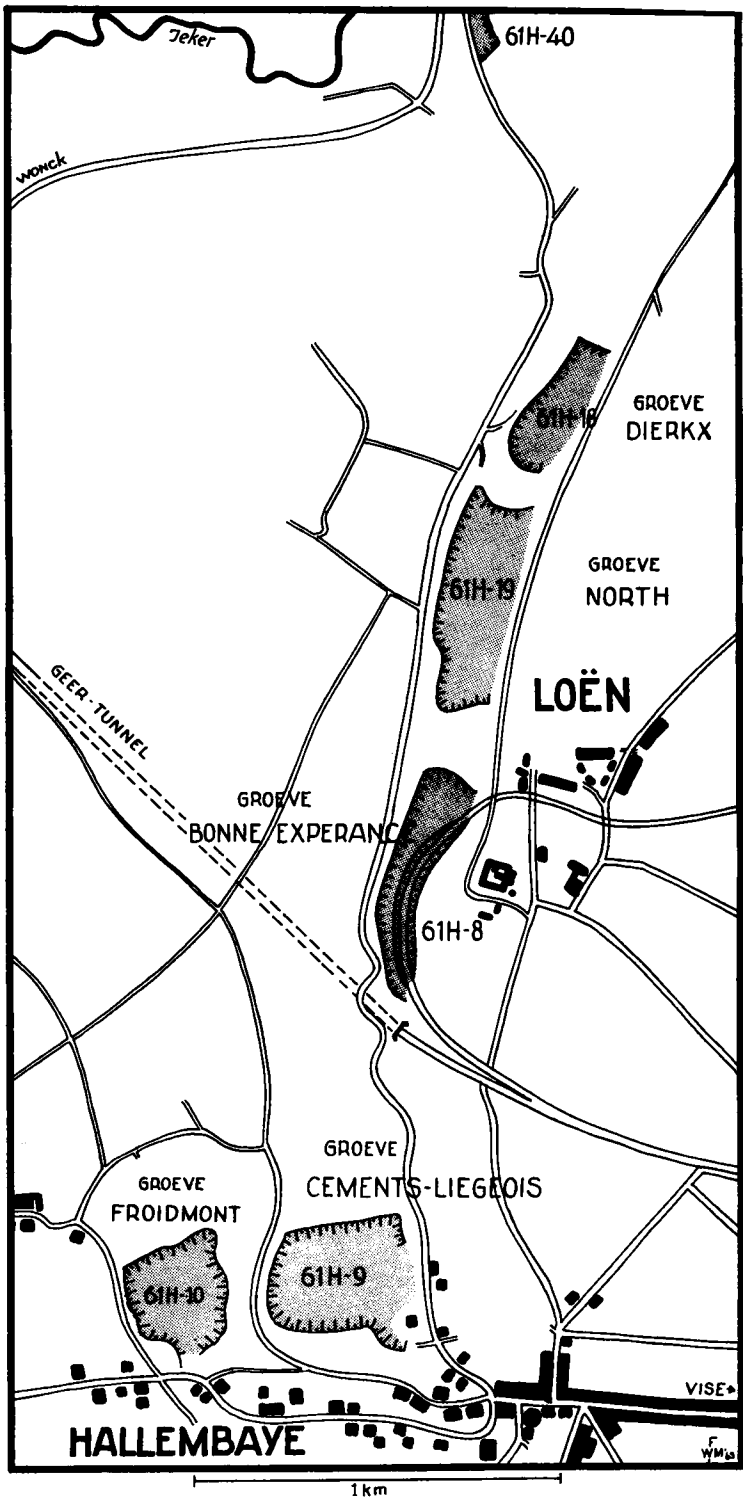 Jeker
61H-40
WONCK
61H-18
GROEVE
DIERKX
61H-19
GROEVE
NORTH
GEER-TUNNEL
LOËN
GROEVE
BONNE EXPERANC
61H-8
GROEVE
CEMENTS-LIEGEOIS
GROEVE
FROIDMONT
61H-9
61H-10
VISE
HALLEMBAYE
1 km